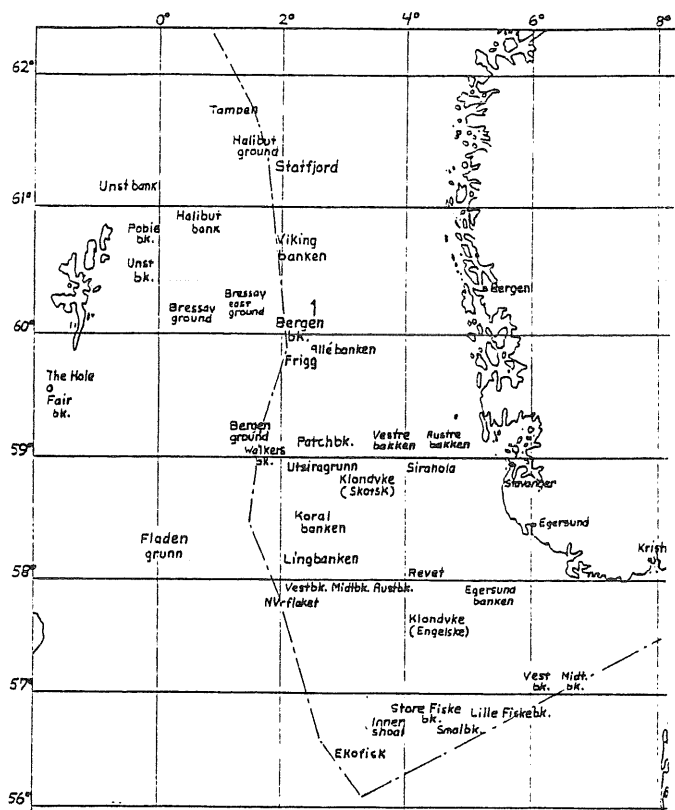 0° 2° 4° 6° 8°
62°
Tampen
Halibut
ground
Statfjord
Unst bank
61°
Halibut
bank
Pobie
bk.
Viking
banken
Unst
bk.
Bergen
Bressay
east
ground
Bressay
ground
1
60°
Bergen
bk.
Allé banken
Frigg
The Hole
Fair
bk.
Bergen
ground
Walkers
bk.
Patchbk.
Vestre
bakken
Austre
bakken
59°
Utsiragrunn
Sirahola
Klondyke
(Skotsk)
Stavanger
Koral
banken
Egersund
Fladen
grunn
Krish
Lingbanken
Revet
58°
Vestbk. Midtbk. Austbk.
Egersund
banken
NVrflaket
Klondyke
(Engelske)
57°
Vest
bk.
Midt.
bk.
Store Fiske
bk.
Lille Fiskebk.
Inner
shoal
Smalbk.
Ekofisk
56°